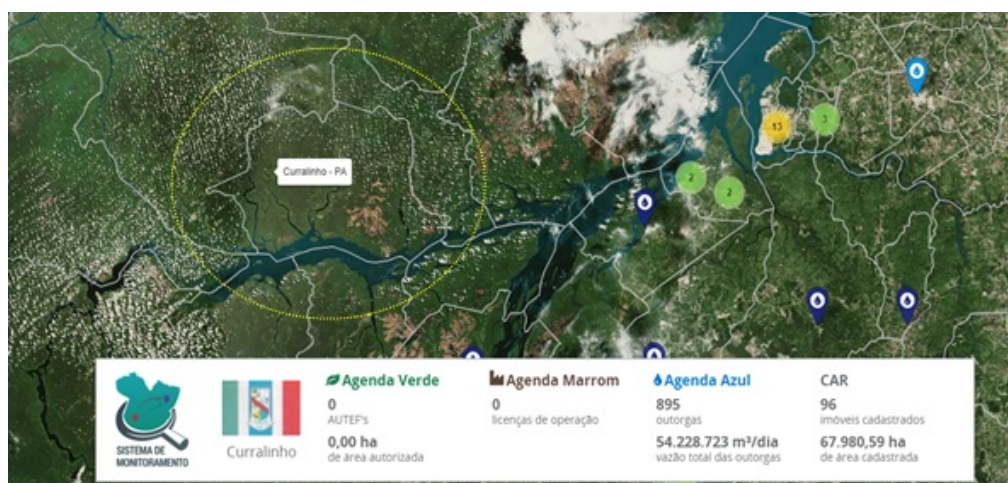 13
3
Curralinho - PA
2
2
SISTEMA DE
MONITORAMENTO
Curralinho
Agenda Verde
0
AUTEF's
0,00 ha
de área autorizada
Agenda Marrom
0
licenças de operação
Agenda Azul
895
outorgas
54.228.723 m³/dia
vazão total das outorgas
CAR
96
imóveis cadastrados
67.980,59 ha
de área cadastrada